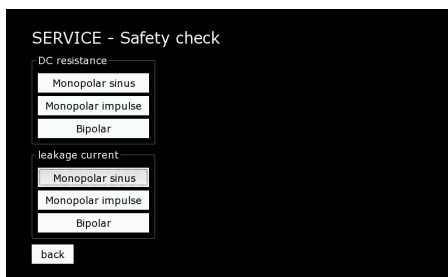 SERVICE - Safety check
DC resistance
Monopolar sinus
Monopolar impulse
Bipolar
leakage current
Monopolar sinus
Monopolar impulse
Bipolar
back